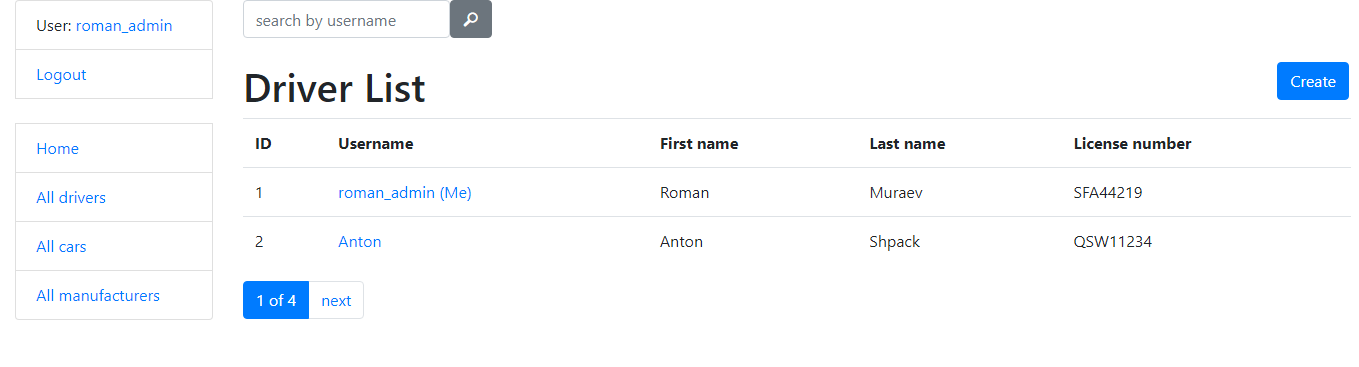 User: roman_admin
Logout
Home
All drivers
All cars
All manufacturers
search by username
Driver List
Create
ID Username First name Last name License number
1 roman_admin (Me) Roman Muraev SFA44219
2 Anton Anton Shpack QSW11234
1 of 4 next